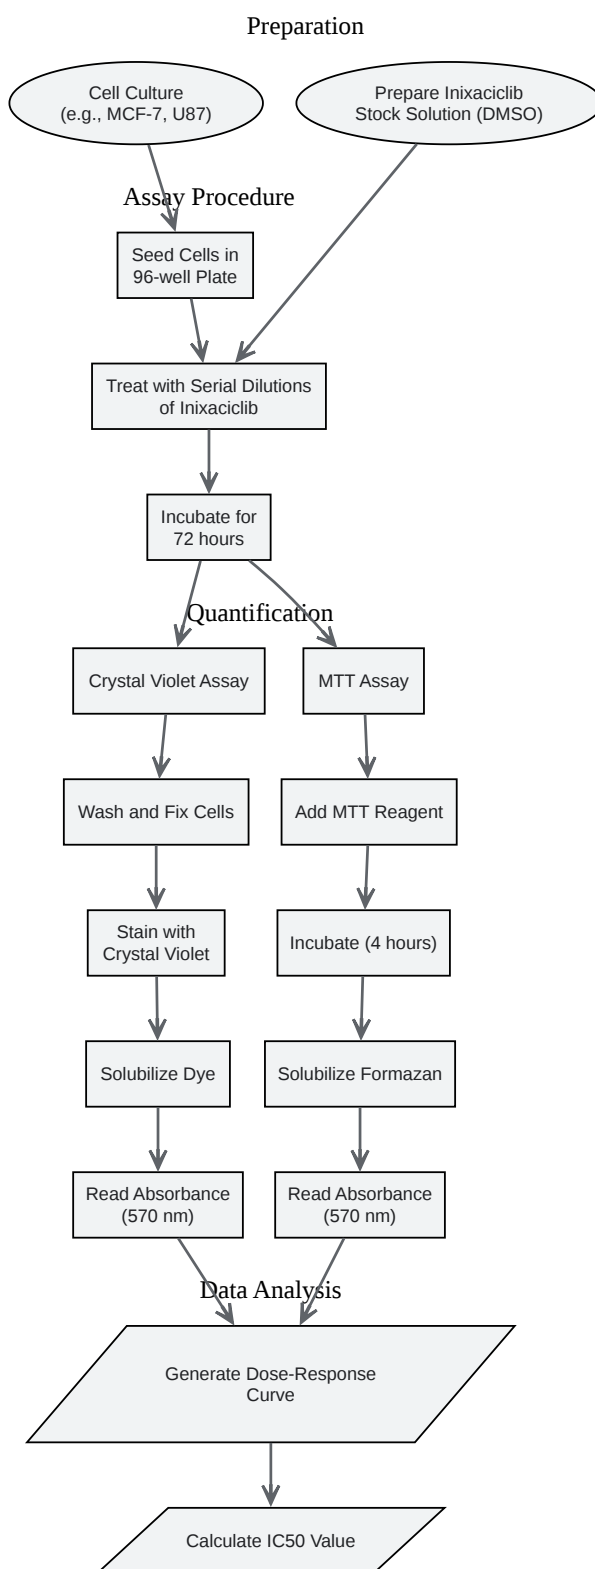 Preparation
Cell Culture
(e.g., MCF-7, U87)
Prepare Inixaciclib
Stock Solution (DMSO)
Assay Procedure
Seed Cells in
96-well Plate
Treat with Serial Dilutions
of Inixaciclib
Incubate for
72 hours
Quantification
Crystal Violet Assay
MTT Assay
Wash and Fix Cells
Add MTT Reagent
Stain with
Crystal Violet
Incubate (4 hours)
Solubilize Dye
Solubilize Formazan
Read Absorbance
(570 nm)
Read Absorbance
(570 nm)
Data Analysis
Generate Dose-Response
Curve
Calculate IC50 Value